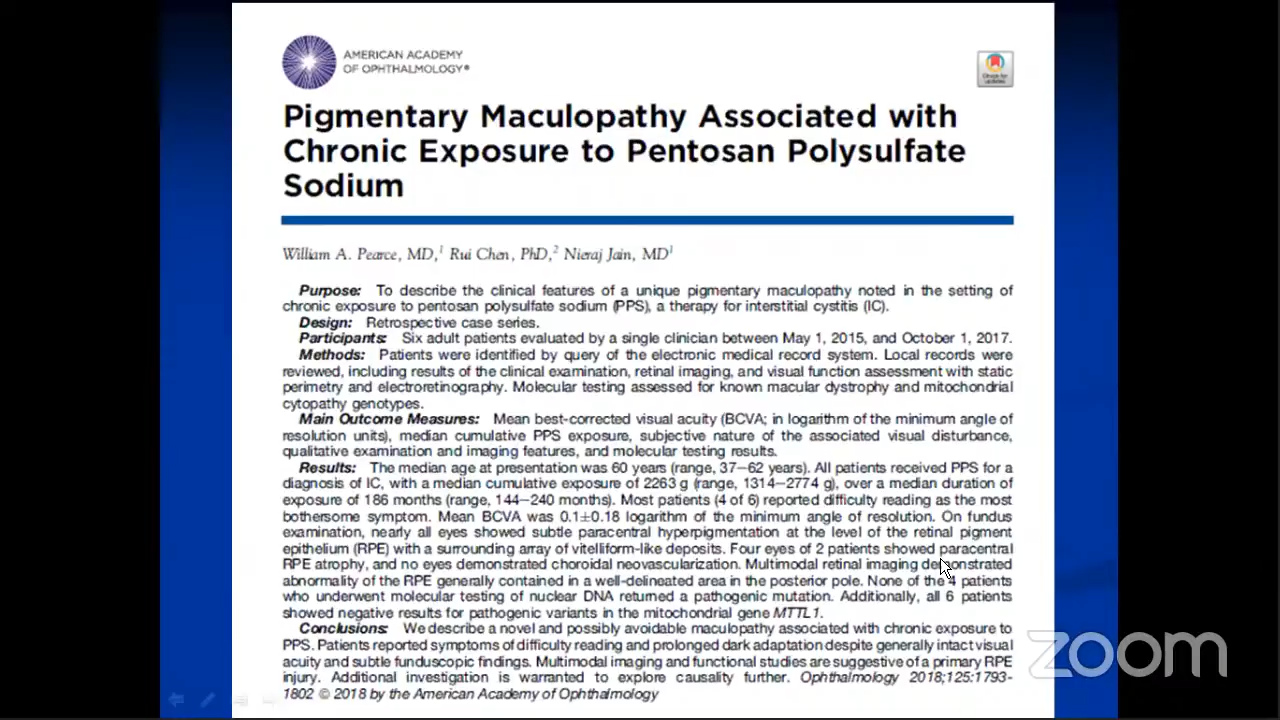 AMERICAN ACADEMY
OF OPHTHALMOLOGY®
Check for
updates
Pigmentary Maculopathy Associated with
Chronic Exposure to Pentosan Polysulfate
Sodium
William A. Pearce, MD,1 Rui Chen, PhD,2 Nieraj Jain, MD1
Purpose: To describe the clinical features of a unique pigmentary maculopathy noted in the setting of
chronic exposure to pentosan polysulfate sodium (PPS), a therapy for interstitial cystitis (IC).
Design: Retrospective case series.
Participants: Six adult patients evaluated by a single clinician between May 1, 2015, and October 1, 2017.
Methods: Patients were identified by query of the electronic medical record system. Local records were
reviewed, including results of the clinical examination, retinal imaging, and visual function assessment with static
perimetry and electroretinography. Molecular testing assessed for known macular dystrophy and mitochondrial
cytopathy genotypes.
Main Outcome Measures: Mean best-corrected visual acuity (BCVA; in logarithm of the minimum angle of
resolution units), median cumulative PPS exposure, subjective nature of the associated visual disturbance,
qualitative examination and imaging features, and molecular testing results.
Results: The median age at presentation was 60 years (range, 37–62 years). All patients received PPS for a
diagnosis of IC, with a median cumulative exposure of 2263 g (range, 1314–2774 g), over a median duration of
exposure of 186 months (range, 144–240 months). Most patients (4 of 6) reported difficulty reading as the most
bothersome symptom. Mean BCVA was 0.1±0.18 logarithm of the minimum angle of resolution. On fundus
examination, nearly all eyes showed subtle paracentral hyperpigmentation at the level of the retinal pigment
epithelium (RPE) with a surrounding array of vitelliform-like deposits. Four eyes of 2 patients showed paracentral
RPE atrophy, and no eyes demonstrated choroidal neovascularization. Multimodal retinal imaging demonstrated
abnormality of the RPE generally contained in a well-delineated area in the posterior pole. None of the 4 patients
who underwent molecular testing of nuclear DNA returned a pathogenic mutation. Additionally, all 6 patients
showed negative results for pathogenic variants in the mitochondrial gene MTTL1.
Conclusions: We describe a novel and possibly avoidable maculopathy associated with chronic exposure to
PPS. Patients reported symptoms of difficulty reading and prolonged dark adaptation despite generally intact visual
acuity and subtle funduscopic findings. Multimodal imaging and functional studies are suggestive of a primary RPE
injury. Additional investigation is warranted to explore causality further. Ophthalmology 2018;125:1793-
1802 © 2018 by the American Academy of Ophthalmology
zoom